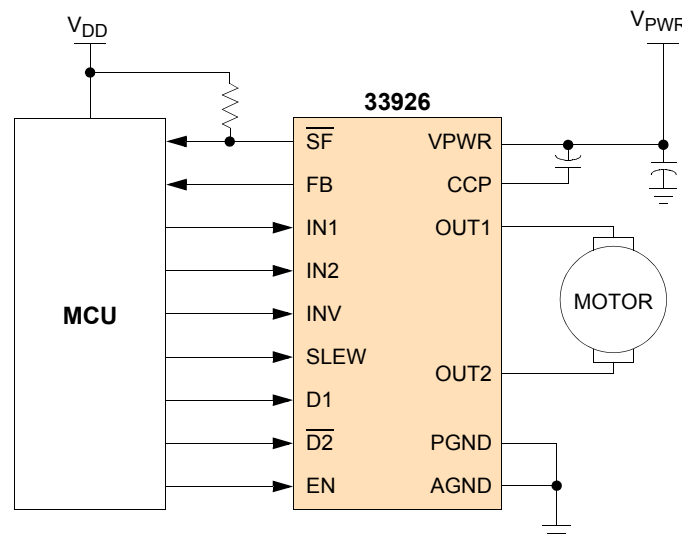 VDD
VPWR
33926
SF
VPWR
FB
CCP
IN1
OUT1
IN2
INV
MCU
MOTOR
SLEW
OUT2
D1
D2
PGND
EN
AGND